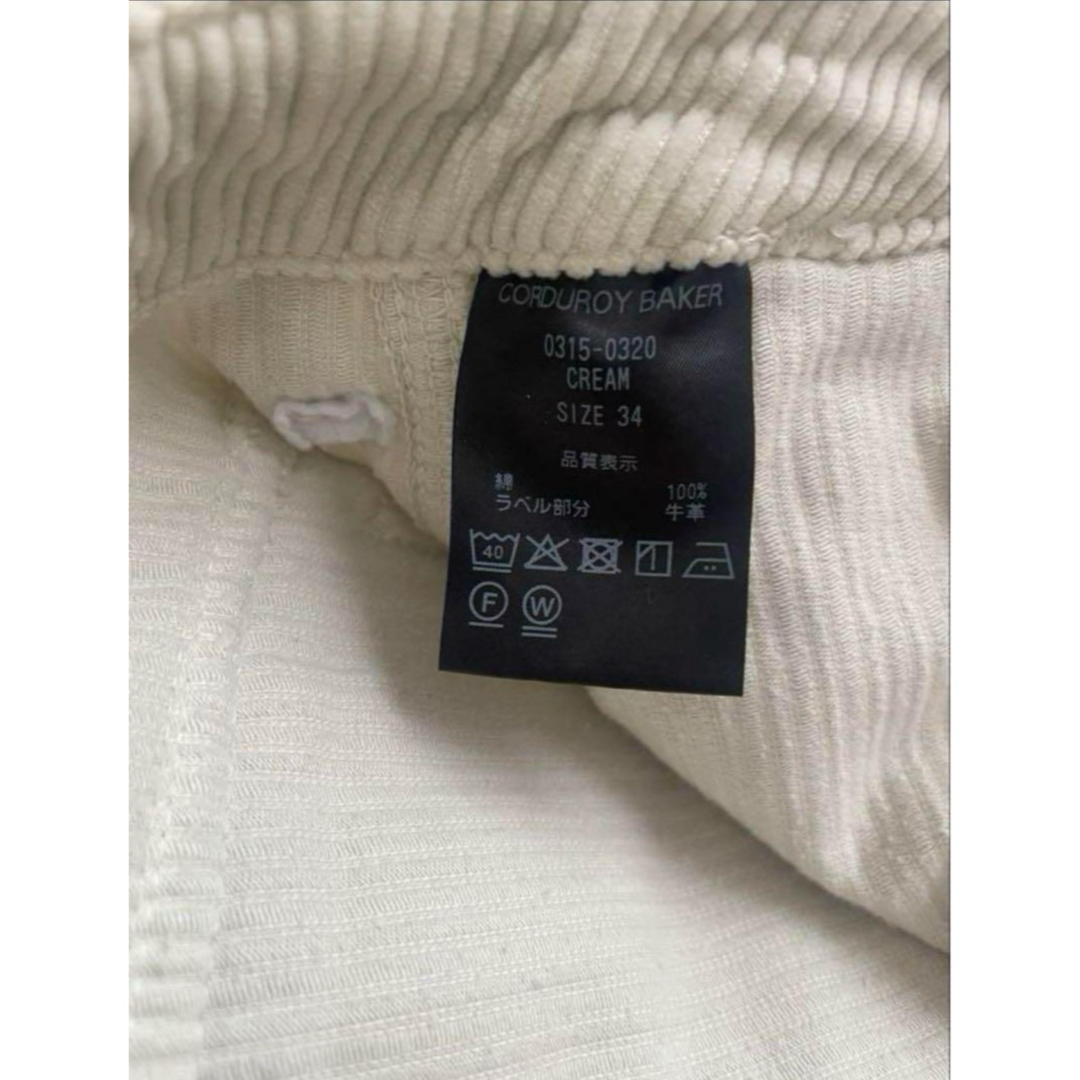 CORDUROY BAKER
0315-0320
CREAM
SIZE 34
品質表示
綿 100%
ラベル部分 牛革
40
F W